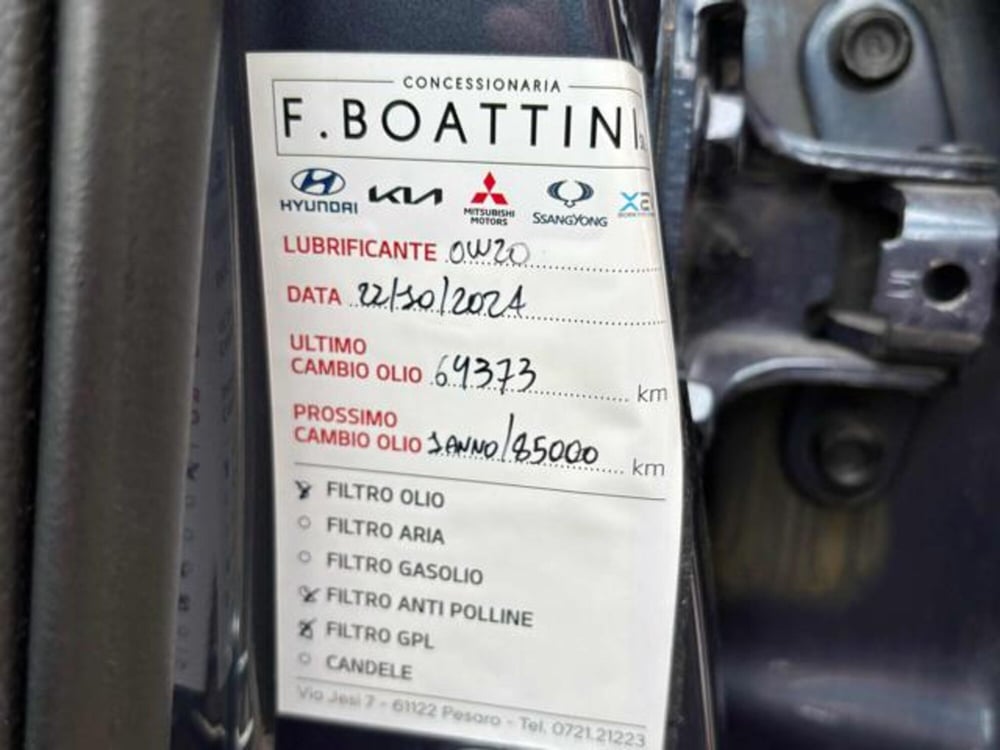 CONCESSIONARIA
F.BOATTINI
HYUNDAI KIA MITSUBISHI MOTORS SSANGYONG
LUBRIFICANTE 0W20
DATA 22/10/2024
ULTIMO
CAMBIO OLIO 64373 km
PROSSIMO
CAMBIO OLIO 1 ANNO/85000 km
FILTRO OLIO
FILTRO ARIA
FILTRO GASOLIO
FILTRO ANTI POLLINE
FILTRO GPL
CANDELE
Via Jesi 7 - 61122 Pesaro - Tel. 0721.21223